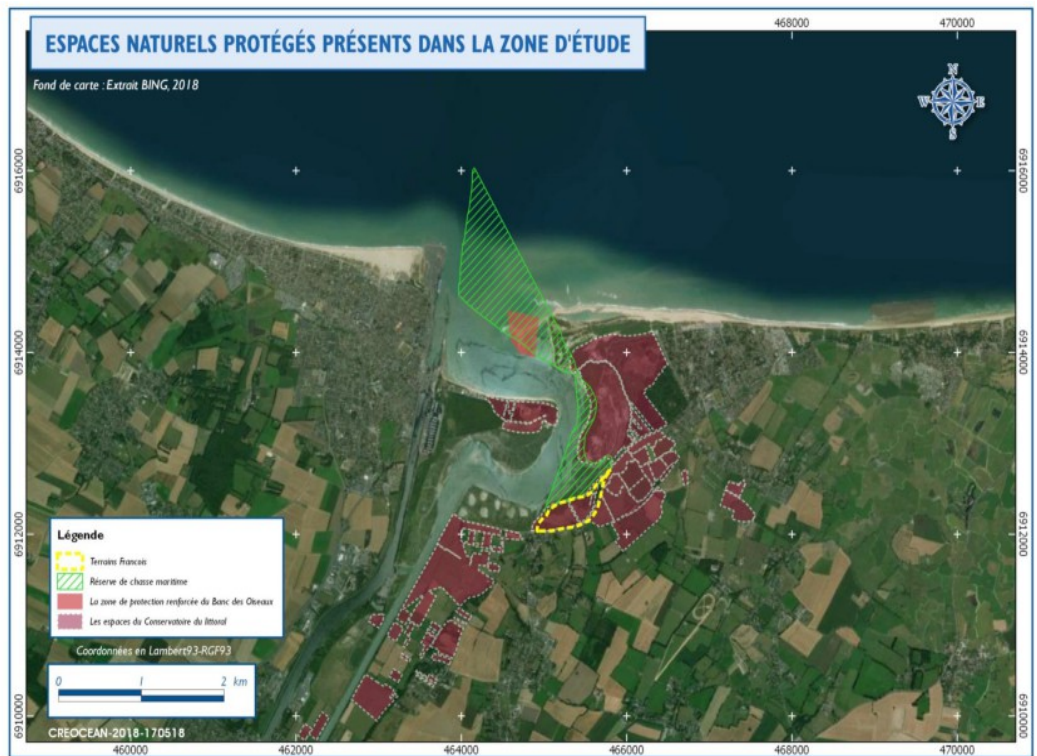 468000 470000
ESPACES NATURELS PROTÉGÉS PRÉSENTS DANS LA ZONE D'ÉTUDE
Fond de carte : Extrait BING, 2018
N
W E
S
6916000 6916000
6914000 6914000
6912000 6912000
6910000 6910000
Légende
Terrains Francois
Réserve de chasse maritime
La zone de protection renforcée du Banc des Oiseaux
Les espaces du Conservatoire du littoral
Coordonnées en Lambert93-RGF93
0 1 2 km
CREOCEAN-2018-170518
460000 462000 464000 466000 468000 470000